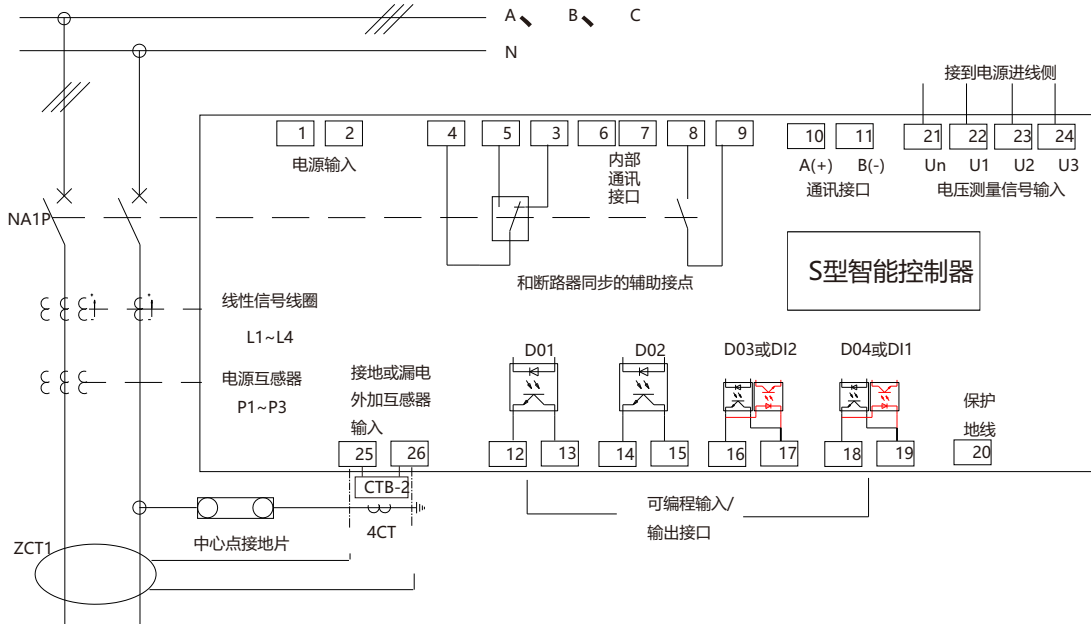 A B C
N
接到电源进线侧
1 2 4 5 3 6 7 8 9 10 11 21 22 23 24
电源输入
内部
通讯
接口
A(+) B(-)
通讯接口
Un U1 U2 U3
电压测量信号输入
NA1P
S型智能控制器
和断路器同步的辅助接点
线性信号线圈
L1~L4
电源互感器
P1~P3
接地或漏电
外加互感器
输入
D01 D02 D03或DI2 D04或DI1
保护
地线
25 26 12 13 14 15 16 17 18 19 20
CTB-2
4CT
可编程输入/
输出接口
中心点接地片
ZCT1